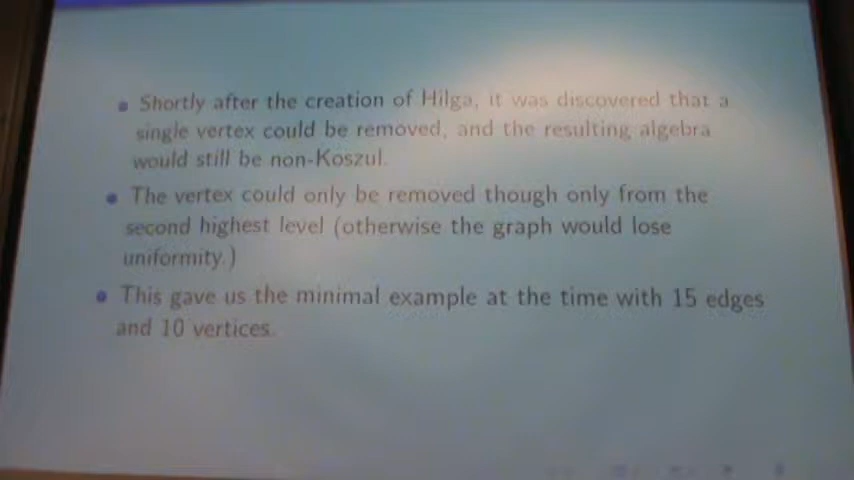 Shortly after the creation of Hilga, it was discovered that a
single vertex could be removed, and the resulting algebra
would still be non-Koszul.
The vertex could only be removed though only from the
second highest level (otherwise the graph would lose
uniformity.)
This gave us the minimal example at the time with 15 edges
and 10 vertices.